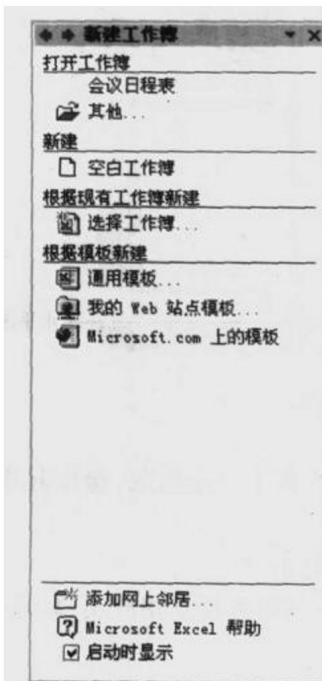 新建工作簿
打开工作簿
会议日程表
其他...
新建
空白工作簿
根据现有工作簿新建
选择工作簿...
根据模板新建
通用模板...
我的 Web 站点模板...
Microsoft.com 上的模板
添加网上邻居...
Microsoft Excel 帮助
启动时显示